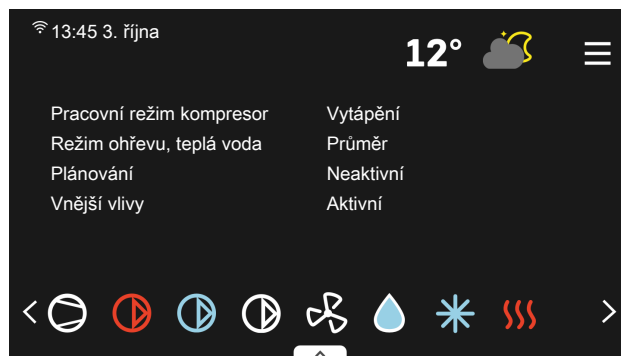 13:45 3. října
12°
Pracovní režim kompresor Vytápění
Režim ohřevu, teplá voda Průměr
Plánování Neaktivní
Vnější vlivy Aktivní